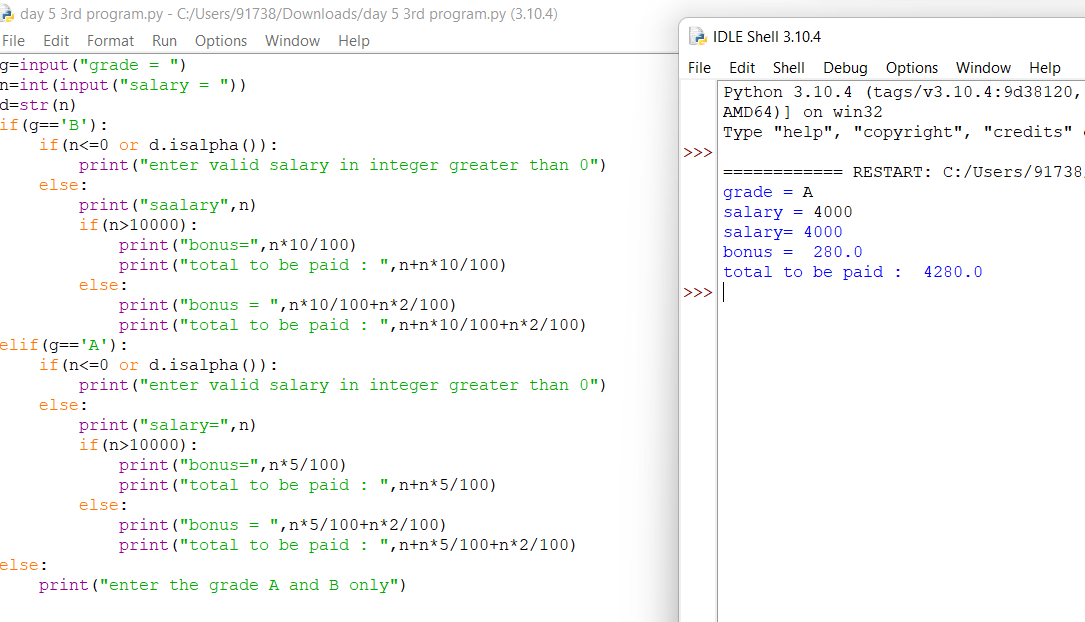 day 5 3rd program.py - C:/Users/91738/Downloads/day 5 3rd program.py (3.10.4)
File Edit Format Run Options Window Help
g=input("grade = ")
n=int(input("salary = "))
d=str(n)
if(g=='B'):
    if(n<=0 or d.isalpha()):
        print("enter valid salary in integer greater than 0")
    else:
        print("saalary",n)
        if(n>10000):
            print("bonus=",n*10/100)
            print("total to be paid : ",n+n*10/100)
        else:
            print("bonus = ",n*10/100+n*2/100)
            print("total to be paid : ",n+n*10/100+n*2/100)
elif(g=='A'):
    if(n<=0 or d.isalpha()):
        print("enter valid salary in integer greater than 0")
    else:
        print("salary=",n)
        if(n>10000):
            print("bonus=",n*5/100)
            print("total to be paid : ",n+n*5/100)
        else:
            print("bonus = ",n*5/100+n*2/100)
            print("total to be paid : ",n+n*5/100+n*2/100)
else:
    print("enter the grade A and B only")
IDLE Shell 3.10.4
File Edit Shell Debug Options Window Help
Python 3.10.4 (tags/v3.10.4:9d38120,
AMD64)] on win32
Type "help", "copyright", "credits"
>>>
============ RESTART: C:/Users/91738
grade = A
salary = 4000
salary= 4000
bonus =  280.0
total to be paid :  4280.0
>>>